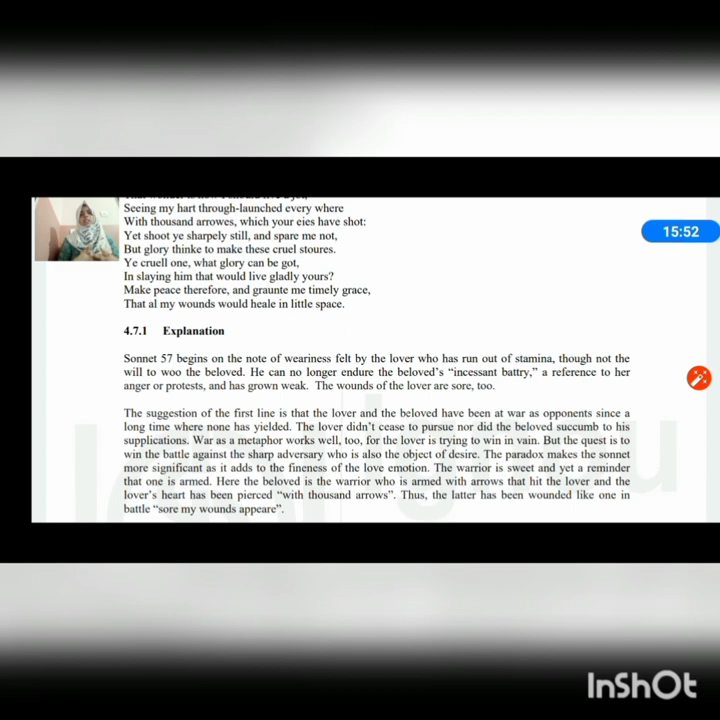 Seeing my hart through-launched every where
With thousand arrowes, which your eies have shot:
Yet shoot ye sharpely still, and spare me not,
But glory thinke to make these cruel stoures.
Ye cruell one, what glory can be got,
In slaying him that would live gladly yours?
Make peace therefore, and graunte me timely grace,
That al my wounds would heale in little space.
15:52
4.7.1 Explanation
Sonnet 57 begins on the note of weariness felt by the lover who has run out of stamina, though not the
will to woo the beloved. He can no longer endure the beloved's “incessant battry,” a reference to her
anger or protests, and has grown weak. The wounds of the lover are sore, too.
The suggestion of the first line is that the lover and the beloved have been at war as opponents since a
long time where none has yielded. The lover didn't cease to pursue nor did the beloved succumb to his
supplications. War as a metaphor works well, too, for the lover is trying to win in vain. But the quest is to
win the battle against the sharp adversary who is also the object of desire. The paradox makes the sonnet
more significant as it adds to the fineness of the love emotion. The warrior is sweet and yet a reminder
that one is armed. Here the beloved is the warrior who is armed with arrows that hit the lover and the
lover's heart has been pierced “with thousand arrows”. Thus, the latter has been wounded like one in
battle “sore my wounds appeare”.
InShOt